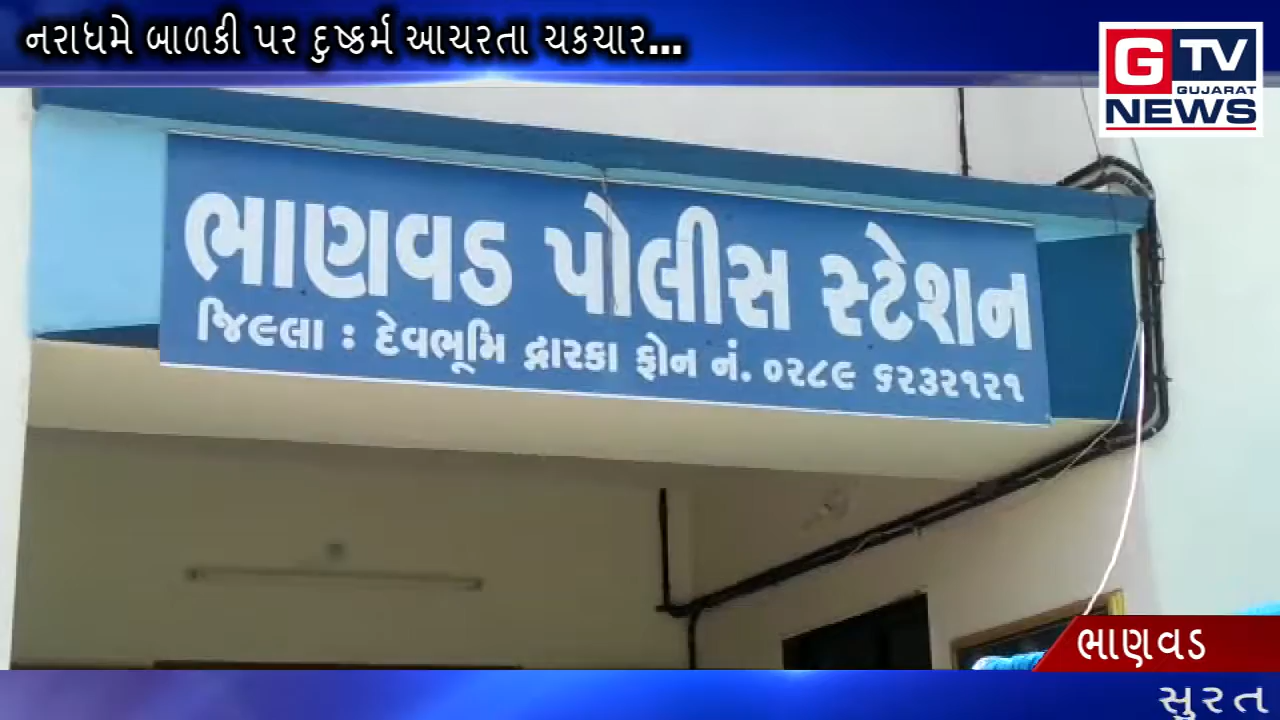 નરાધમે બાળકી પર દુષ્કર્મ આચરતા ચકચાર...
G TV
GUJARAT
NEWS
ભાણવડ પોલીસ સ્ટેશન
જિલ્લા : દેવભૂમિ દ્વારકા ફોન નં. ૦૨૮૯ ૬૨૩૨૧૨૧
ભાણવડ
સુરત